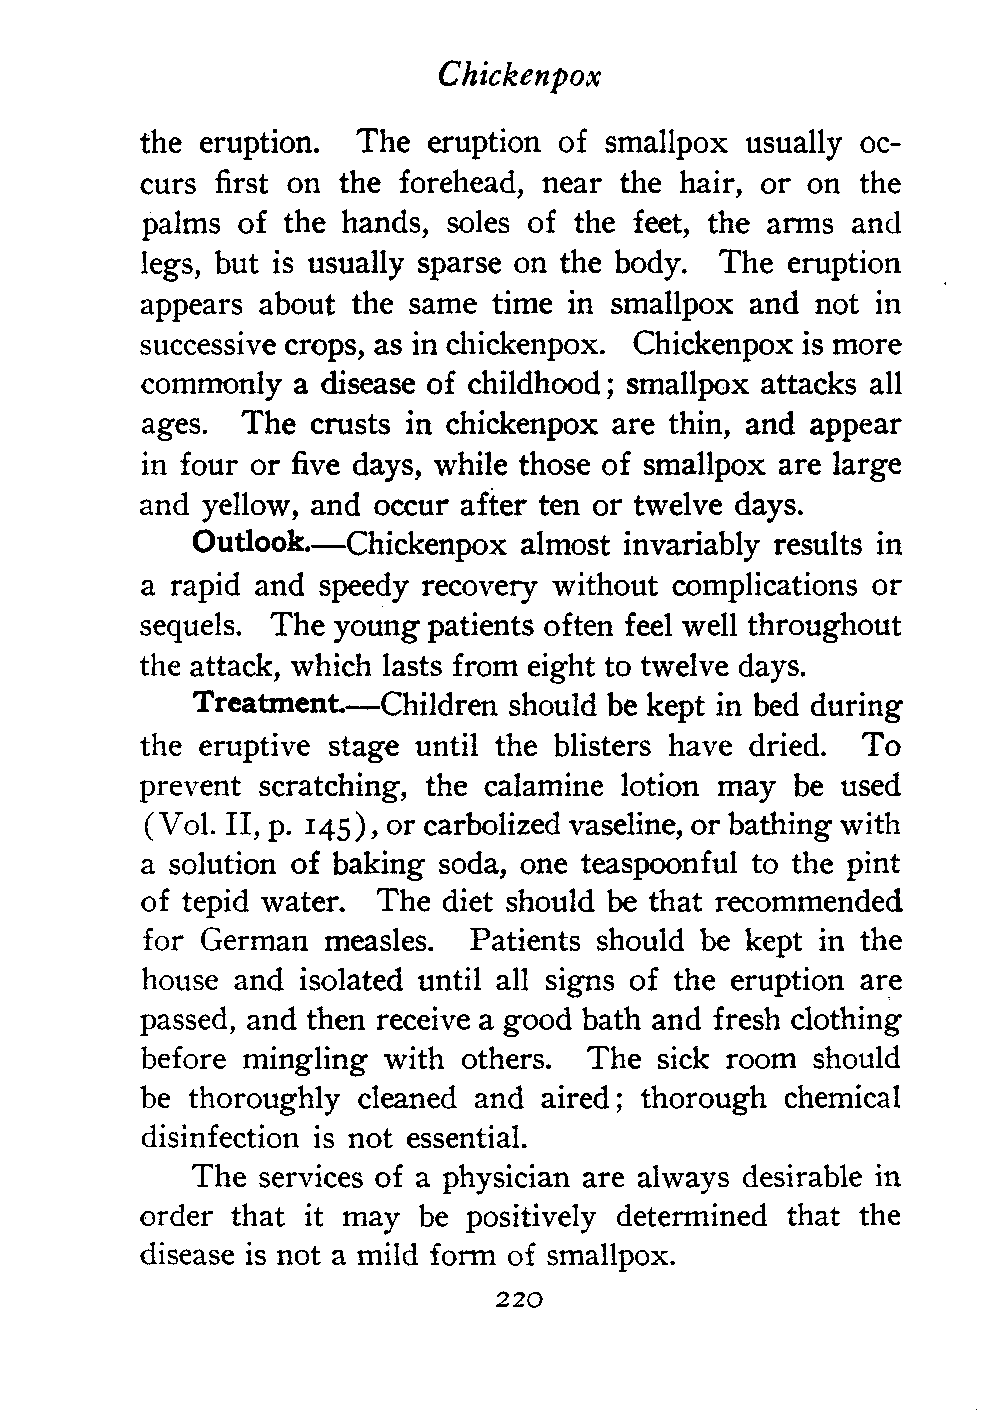 Chickenpox
the eruption. The eruption of smallpox usually oc-
curs first on the forehead, near the hair, or on the
palms of the hands, soles of the feet, the arms and
legs, but is usually sparse on the body. The eruption
appears about the same time in smallpox and not in
successive crops, as in chickenpox. Chickenpox is more
commonly a disease of childhood; smallpox attacks all
ages. The crusts in chickenpox are thin, and appear
in four or five days, while those of smallpox are large
and yellow, and occur after ten or twelve days.
Outlook.—Chickenpox almost invariably results in
a rapid and speedy recovery without complications or
sequels. The young patients often feel well throughout
the attack, which lasts from eight to twelve days.
Treatment.—Children should be kept in bed during
the eruptive stage until the blisters have dried. To
prevent scratching, the calamine lotion may be used
(Vol. II, p. 145), or carbolized vaseline, or bathing with
a solution of baking soda, one teaspoonful to the pint
of tepid water. The diet should be that recommended
for German measles. Patients should be kept in the
house and isolated until all signs of the eruption are
passed, and then receive a good bath and fresh clothing
before mingling with others. The sick room should
be thoroughly cleaned and aired; thorough chemical
disinfection is not essential.
The services of a physician are always desirable in
order that it may be positively determined that the
disease is not a mild form of smallpox.
220